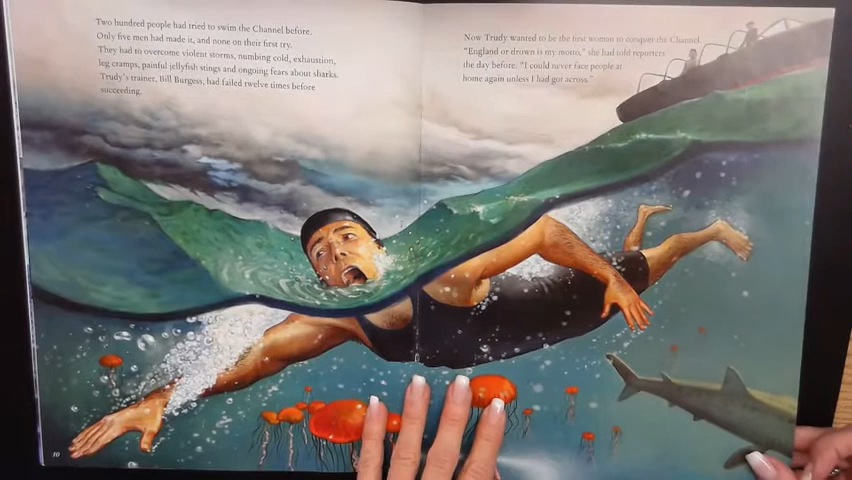 Two hundred people had tried to swim the Channel before.
Only five men had made it, and none on their first try.
They had to overcome violent storms, numbing cold, exhaustion,
leg cramps, painful jellyfish stings and ongoing fears about sharks.
Trudy's trainer, Bill Burgess, had failed twelve times before
succeeding.
Now Trudy wanted to be the first woman to conquer the Channel.
"England or drown is my motto," she had told reporters
the day before. "I could never face people at
home again unless I had got across."
10